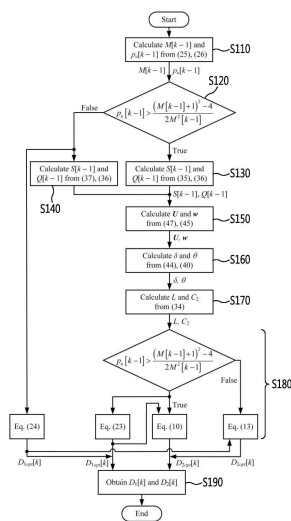 Start
Calculate M[k−1] and
pn[k−1] from (25), (26)
S110
M[k−1] pn[k−1]
S120
False
pn[k−1]>((M[k−1]+1)²−4)/(2M²[k−1])
True
Calculate S[k−1] and
Q[k−1] from (37), (36)
Calculate S[k−1] and
Q[k−1] from (35), (36)
S130
S140
S[k−1], Q[k−1]
Calculate U and w
from (47), (45)
S150
U, w
Calculate δ and θ
from (44), (40)
S160
δ, θ
Calculate L and C2
from (34)
S170
L, C2
pn[k−1]>((M[k−1]+1)²−4)/(2M²[k−1])
S180
False
True
Eq. (24)
Eq. (23)
Eq. (10)
Eq. (13)
D1opt[k]
D1opt[k]
D2opt[k]
D2opt[k]
Obtain D1[k] and D2[k]
S190
End